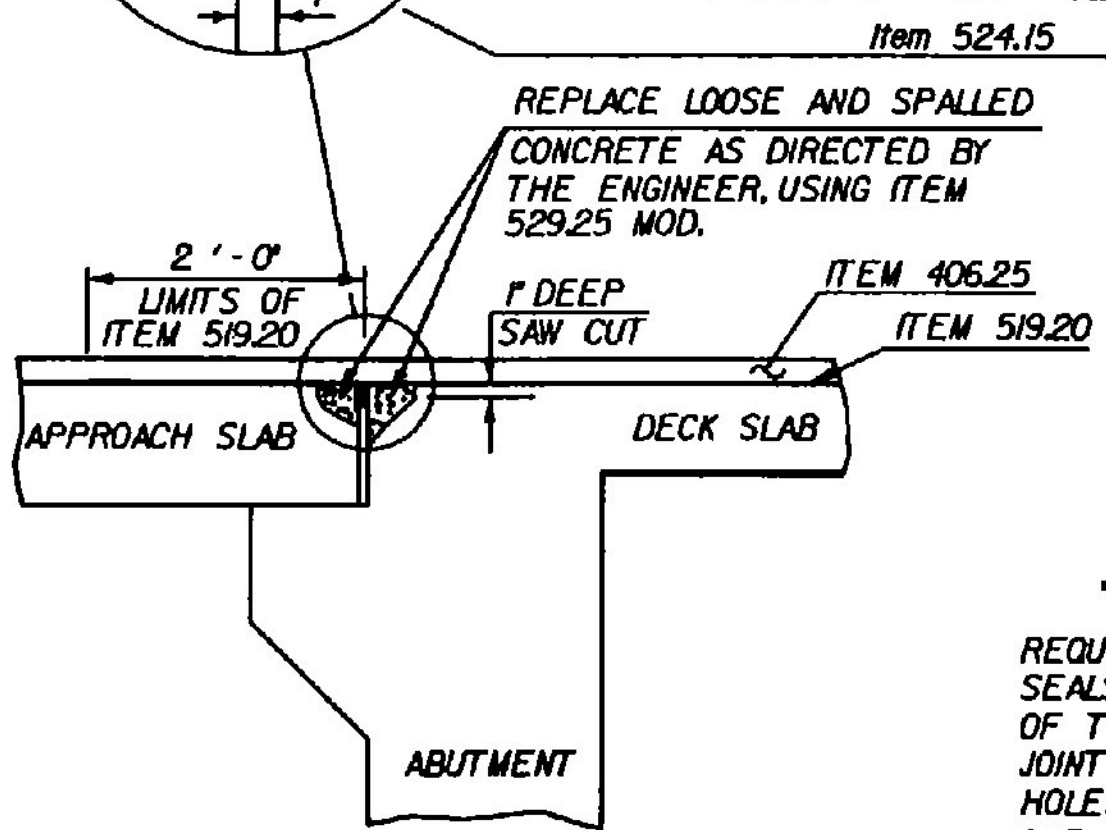 Item 524.15
REPLACE LOOSE AND SPALLED
CONCRETE AS DIRECTED BY
THE ENGINEER, USING ITEM
529.25 MOD.
2'-0"
LIMITS OF
ITEM 519.20
1" DEEP
SAW CUT
ITEM 406.25
ITEM 519.20
APPROACH SLAB
DECK SLAB
ABUTMENT
REQU
SEALS
OF T
JOINT
HOLE